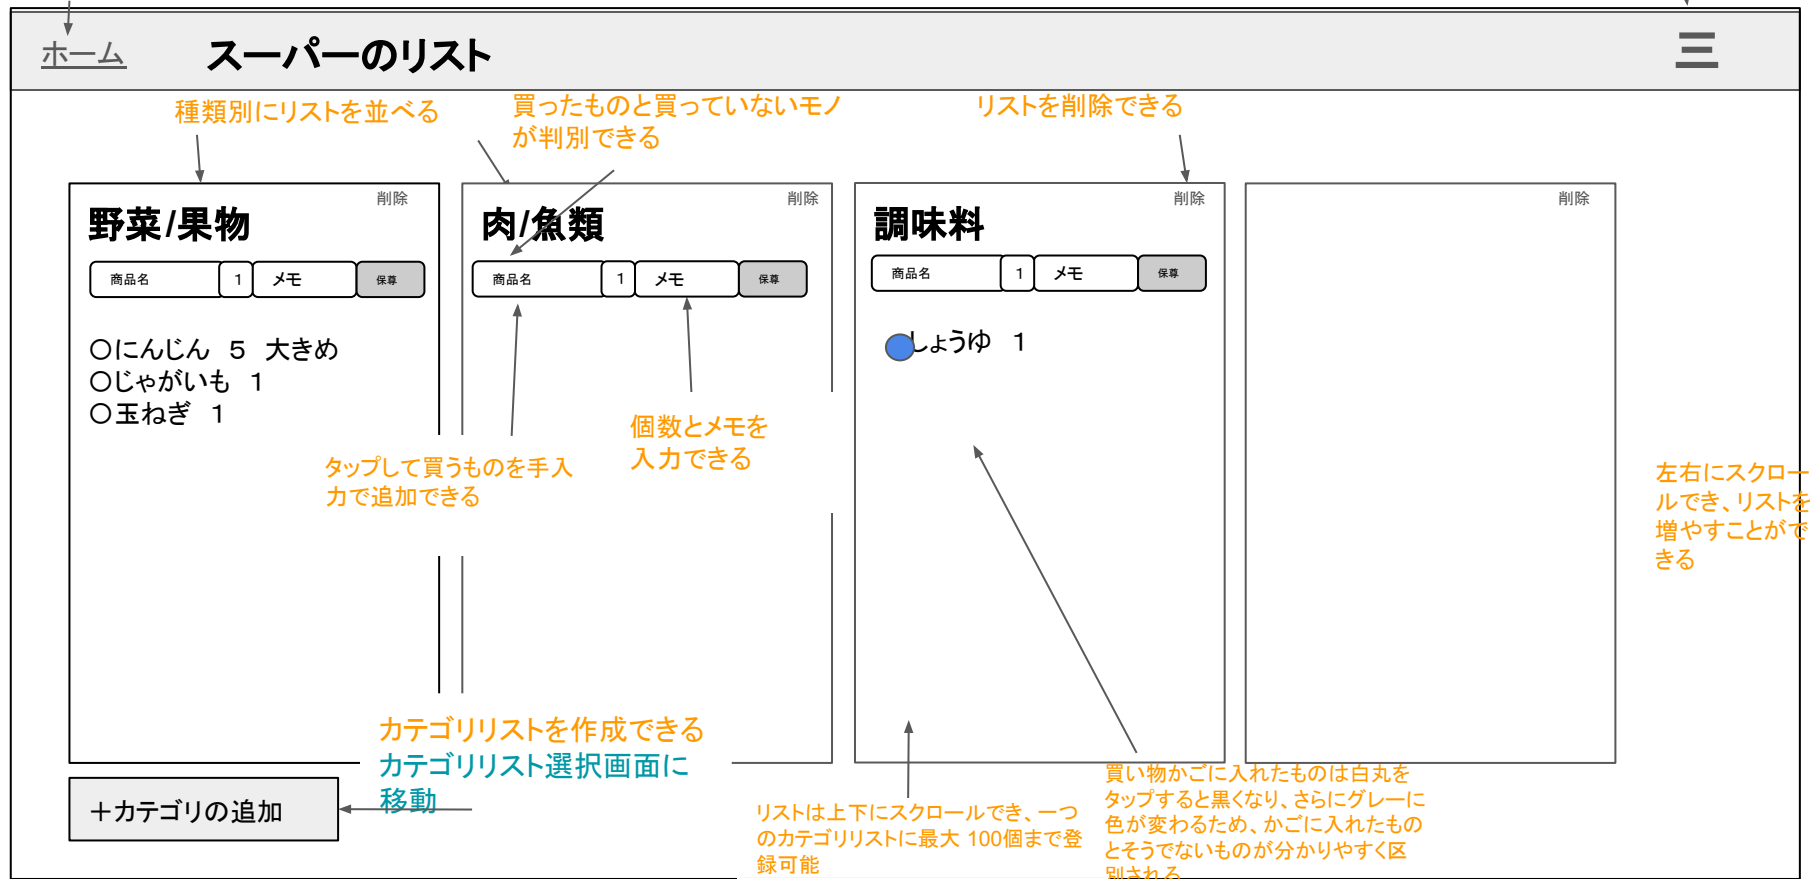 ホーム
スーパーのリスト
種類別にリストを並べる
買ったものと買っていないモノ
が判別できる
リストを削除できる
削除
野菜/果物
商品名
1
メモ
保尊
○にんじん 5 大きめ
○じゃがいも 1
○玉ねぎ 1
削除
肉/魚類
商品名
1
メモ
保尊
タップして買うものを手入
力で追加できる
個数とメモを
入力できる
削除
調味料
商品名
1
メモ
保尊
しょうゆ 1
削除
左右にスクロー
ルでき、リストを
増やすことがで
きる
カテゴリリストを作成できる
カテゴリリスト選択画面に
移動
＋カテゴリの追加
リストは上下にスクロールでき、一つ
のカテゴリリストに最大 100個まで登
録可能
買い物かごに入れたものは白丸を
タップすると黒くなり、さらにグレーに
色が変わるため、かごに入れたもの
とそうでないものが分かりやすく区
別される